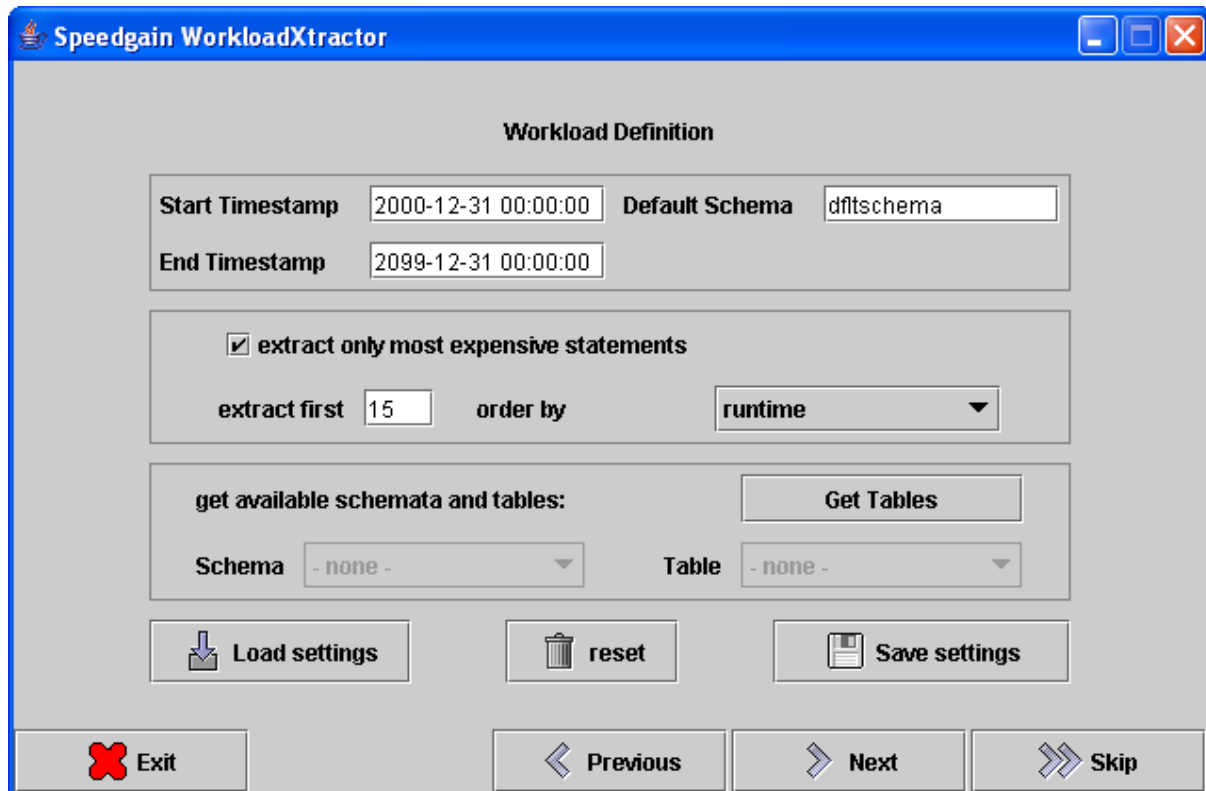 Speedgain WorkloadXtractor
Workload Definition
Start Timestamp 2000-12-31 00:00:00 Default Schema dfltschema
End Timestamp 2099-12-31 00:00:00
extract only most expensive statements
extract first 15 order by runtime
get available schemata and tables: Get Tables
Schema - none - Table - none -
Load settings reset Save settings
Exit Previous Next Skip